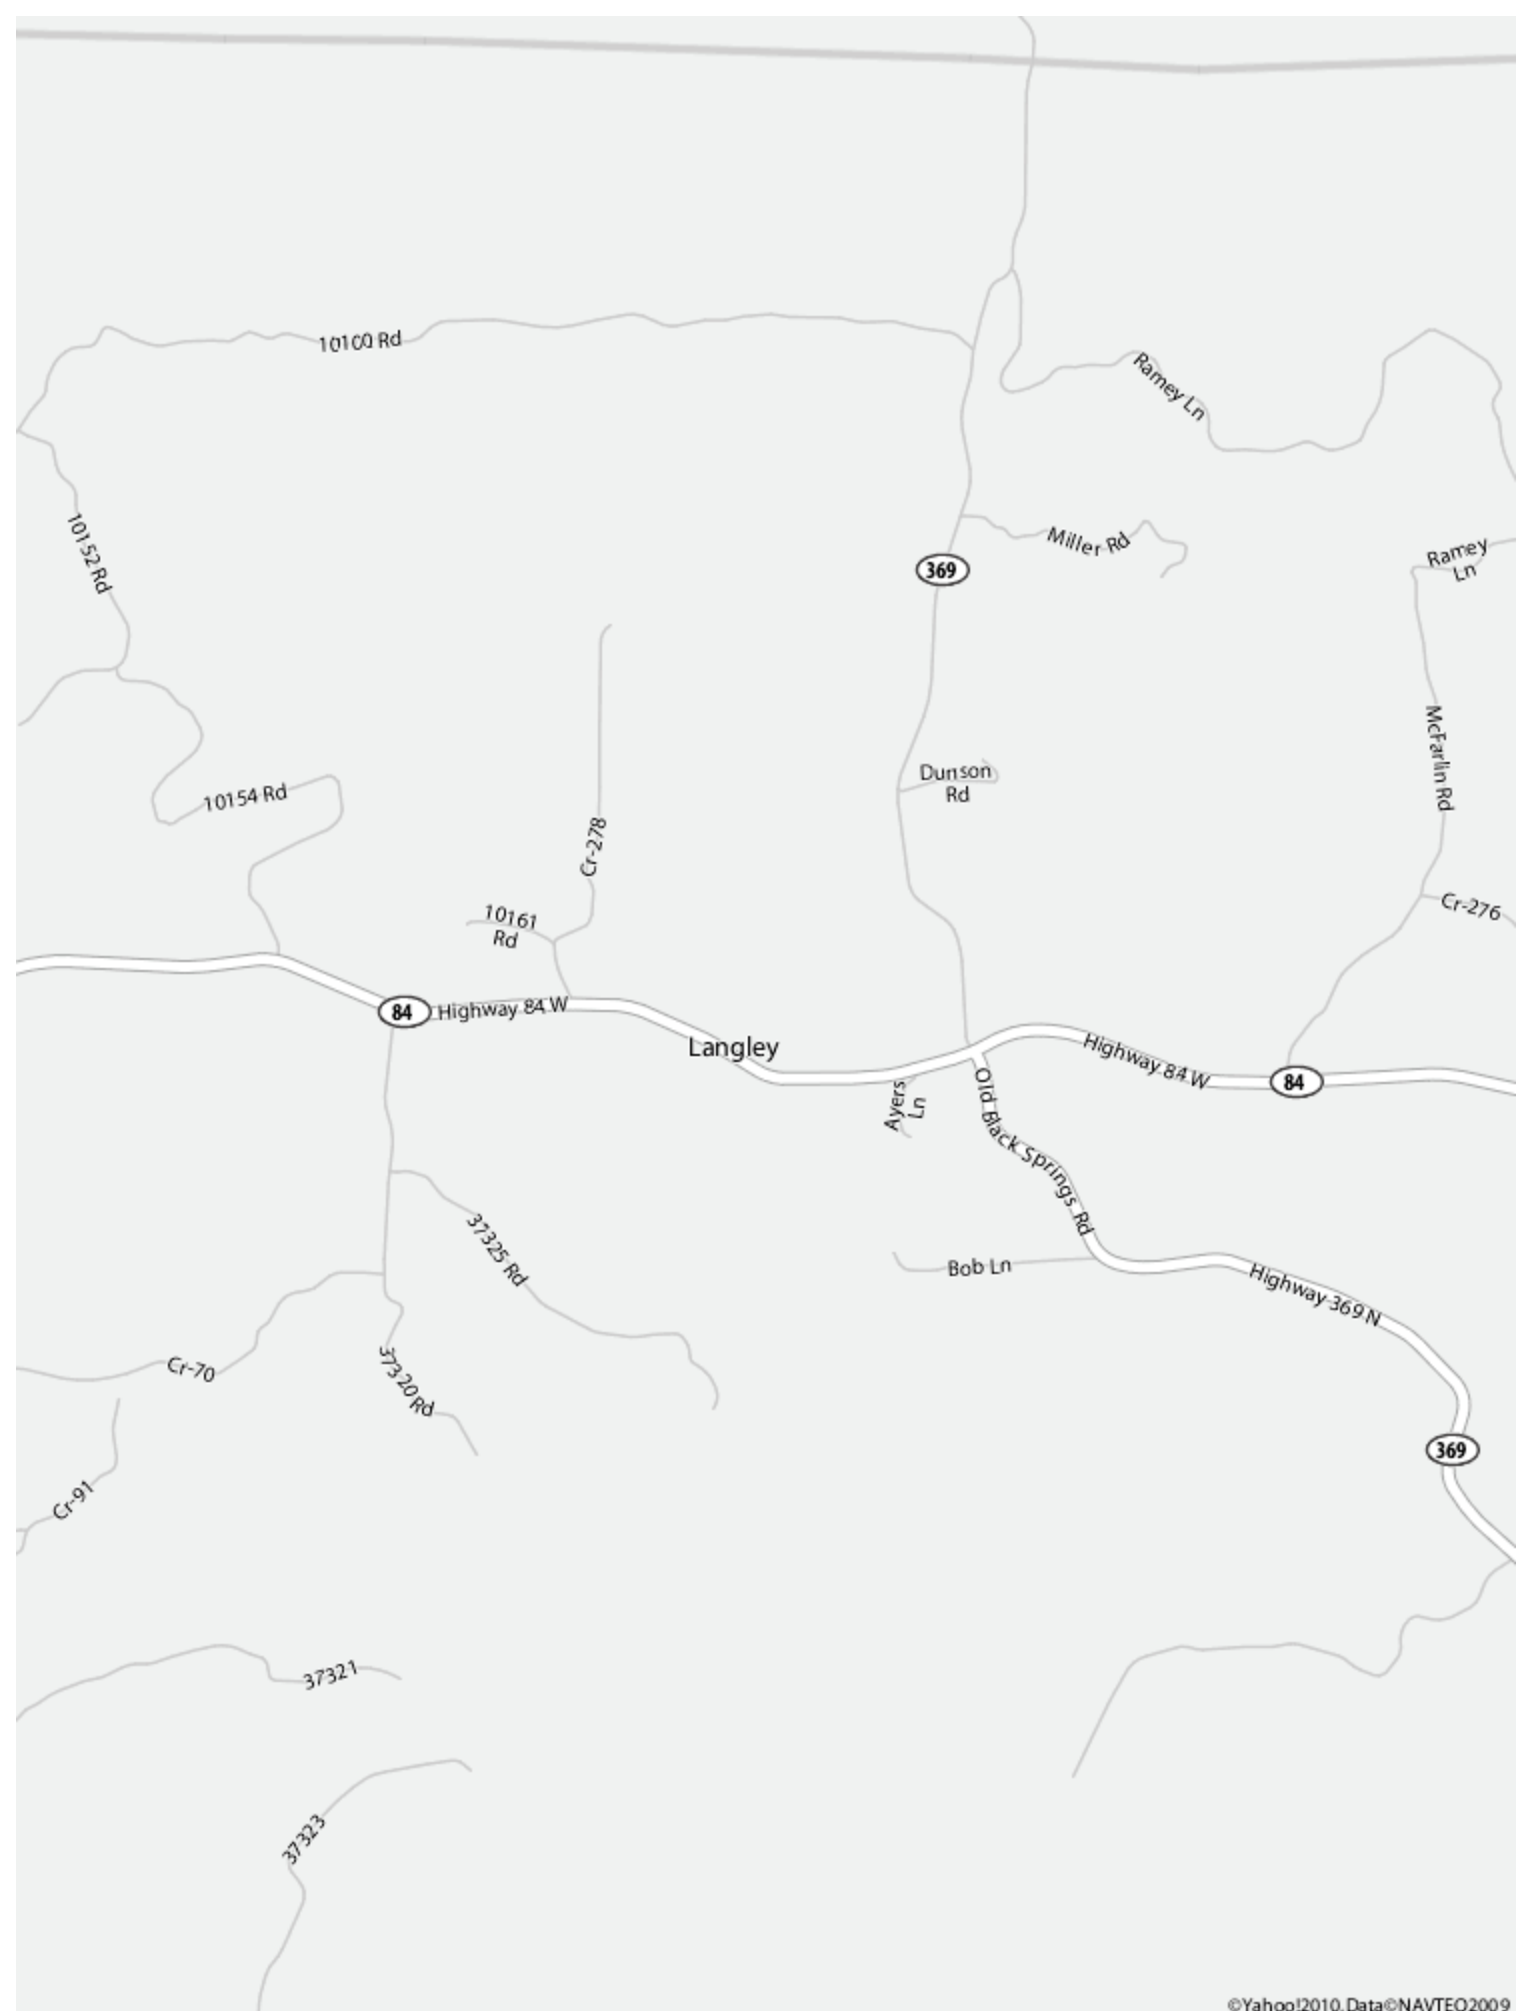 10100 Rd
Ramey Ln
10152 Rd
Miller Rd
Ramey
Ln
369
McFarlin Rd
Dunson
Rd
10154 Rd
Cr-278
Cr-276
10161
Rd
84
Highway 84 W
Langley
Highway 84 W
84
Ayers
Ln
Old Black Springs Rd
37325 Rd
Bob Ln
Highway 369 N
Cr-70
37320 Rd
369
Cr-91
37321
37323
©Yahoo!2010, Data©NAVTEQ2009